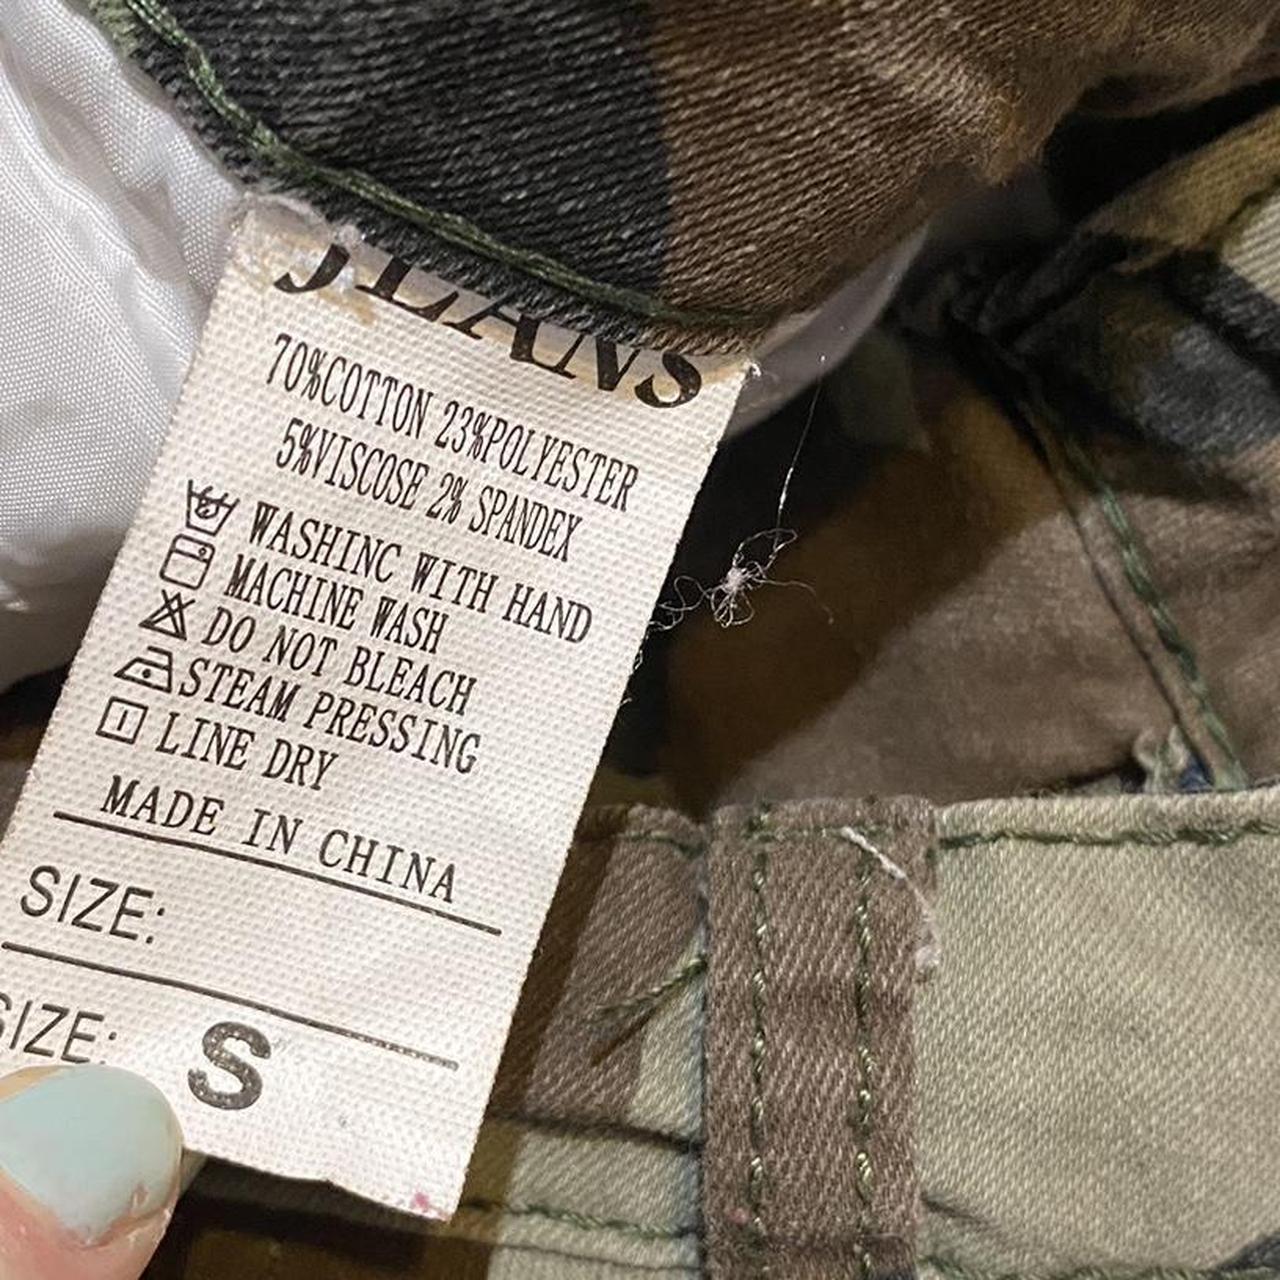 JEANS
70%COTTON 23%POLYESTER
5%VISCOSE 2% SPANDEX
WASHINC WITH HAND
MACHINE WASH
DO NOT BLEACH
STEAM PRESSING
LINE DRY
MADE IN CHINA
SIZE:
SIZE: S